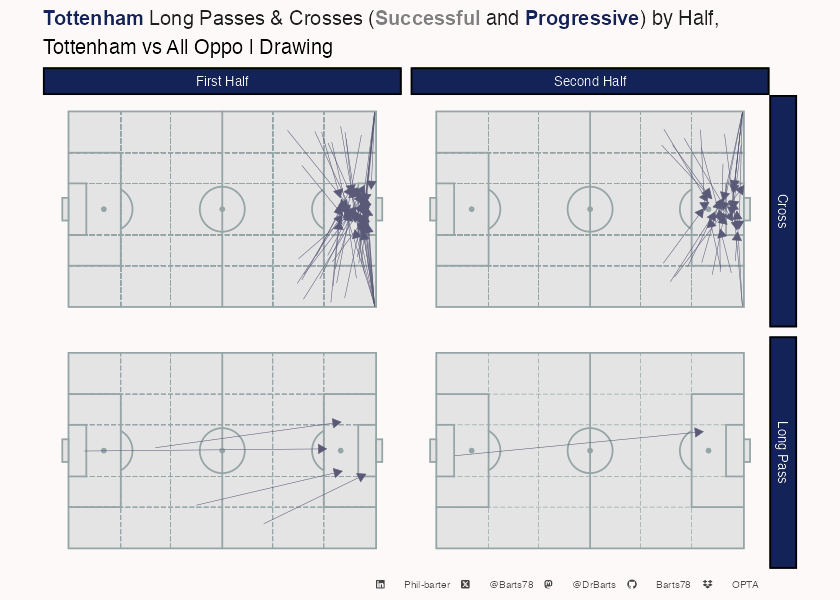 Tottenham Long Passes & Crosses (Successful and Progressive) by Half,
Tottenham vs All Oppo I Drawing
First Half
Second Half
Cross
Long Pass
Phil-barter @Barts78 @DrBarts Barts78 OPTA